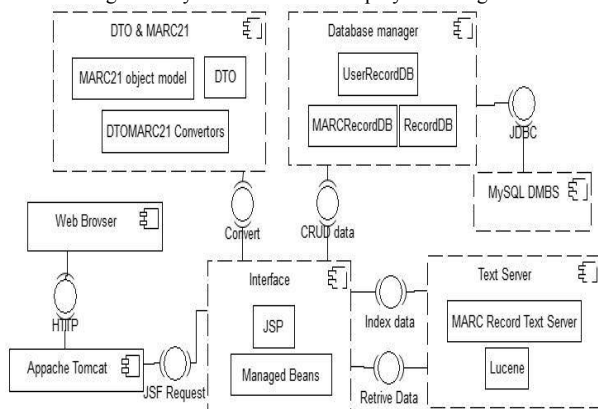 DTO & MARC21
MARC21 object model
DTO
DTOMARC21 Convertors
Database manager
UserRecordDB
MARCRecordDB
RecordDB
JDBC
MySQL DMBS
Web Brovser
Convert
CRUD data
HTTP
Appache Tomcat
JSF Request
Interface
JSP
Managed Beans
Index data
Retrive Data
Text Server
MARC Record Text Server
Lucene